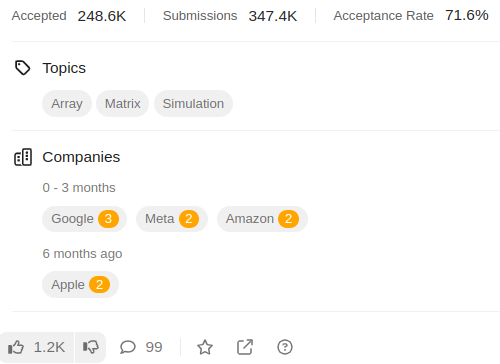 Accepted 248.6K Submissions 347.4K Acceptance Rate 71.6%
Topics
Array Matrix Simulation
Companies
0 - 3 months
Google 3 Meta 2 Amazon 2
6 months ago
Apple 2
1.2K 99